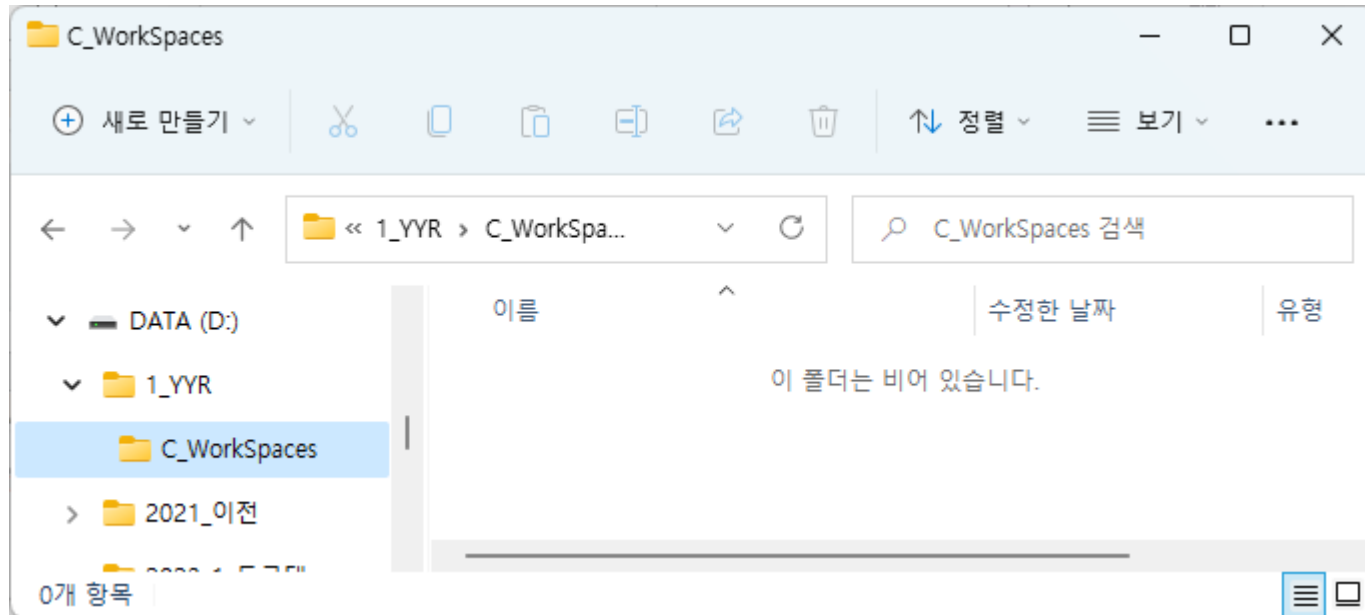 C_WorkSpaces
새로 만들기 정렬 보기
« 1_YYR > C_WorkSpa... C_WorkSpaces 검색
이름 수정한 날짜 유형
DATA (D:)
1_YYR
이 폴더는 비어 있습니다.
C_WorkSpaces
2021_이전
0개 항목